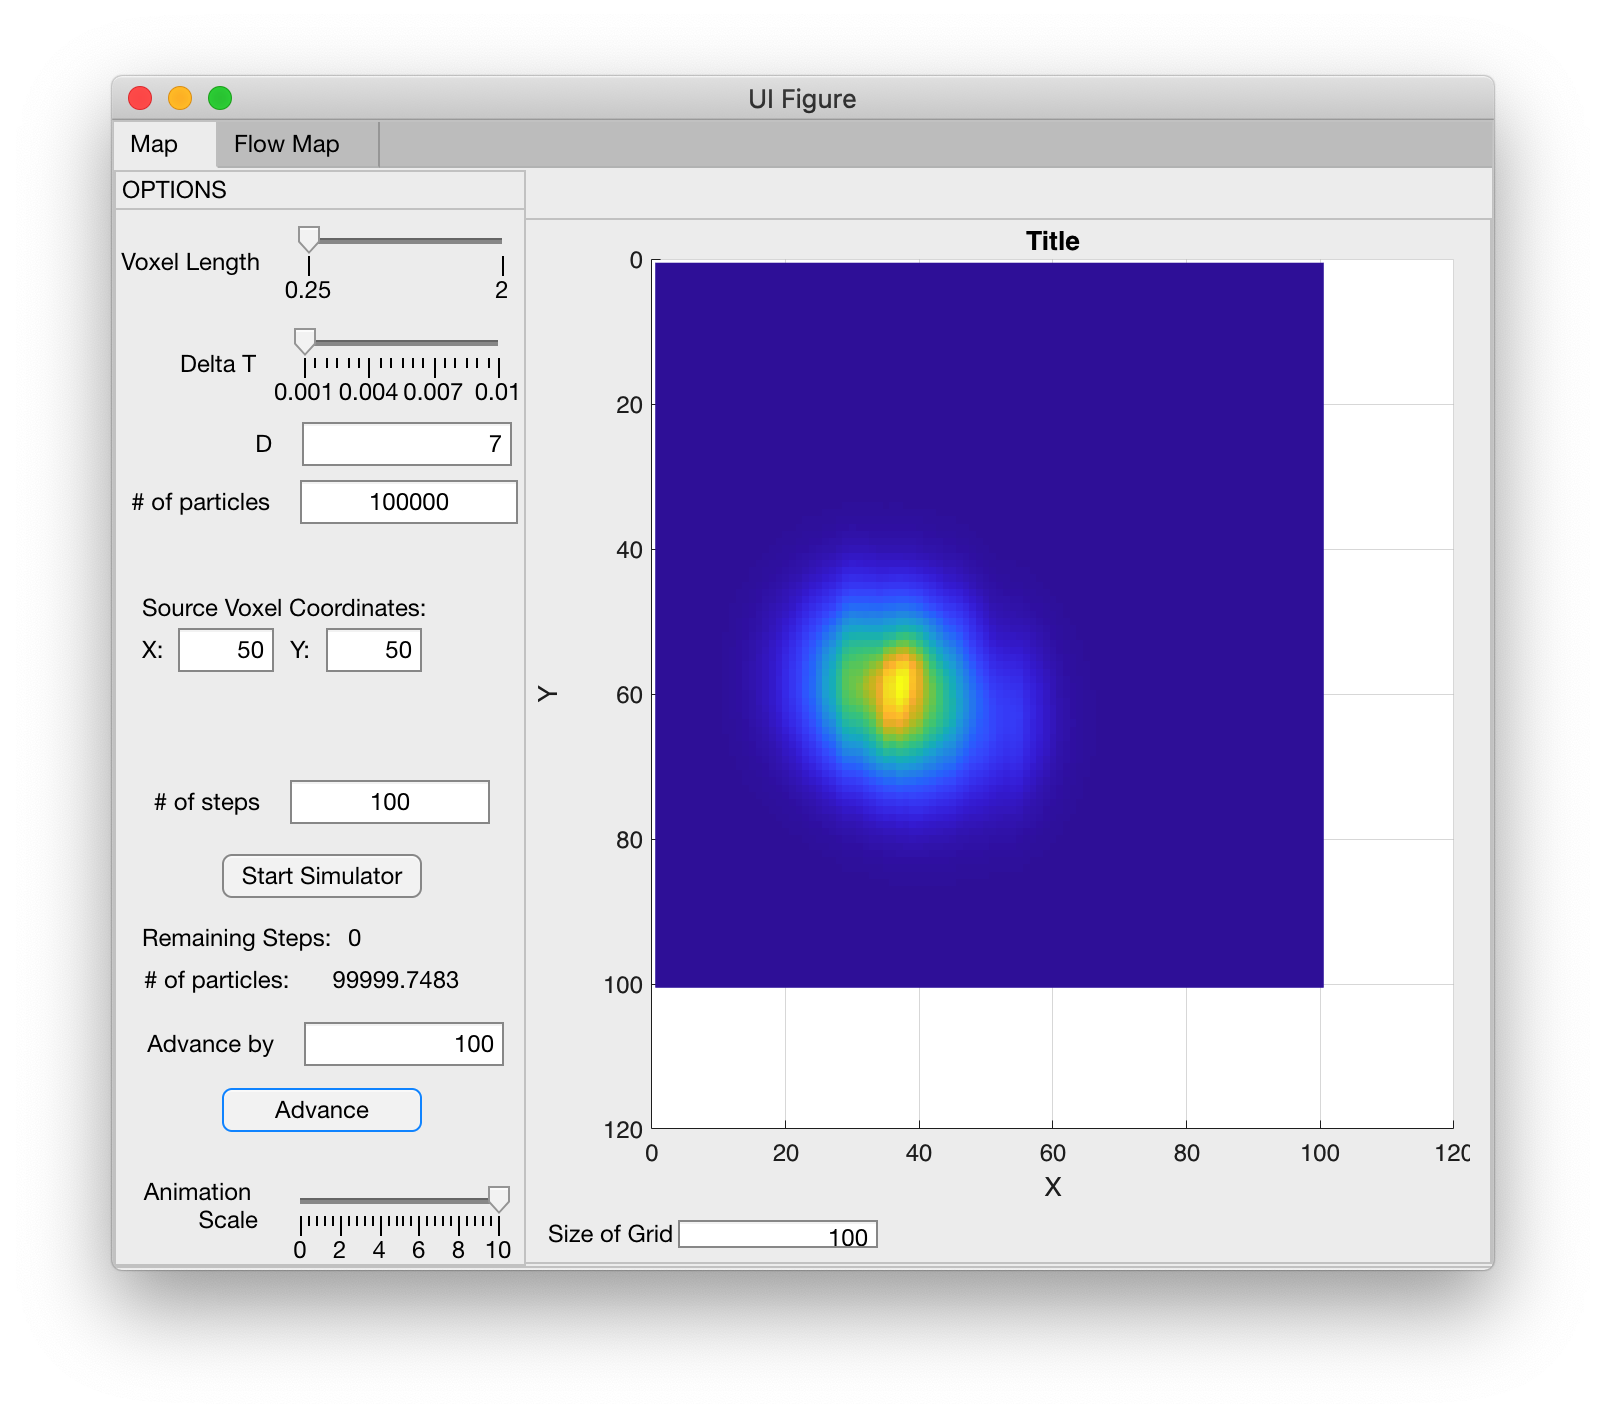 UI Figure
Map
Flow Map
OPTIONS
Voxel Length
0.25
2
Delta T
0.001 0.004 0.007 0.01
D
7
# of particles
100000
Source Voxel Coordinates:
X: 50 Y: 50
# of steps
100
Start Simulator
Remaining Steps: 0
# of particles: 99999.7483
Advance by
100
Advance
Animation
Scale
0 2 4 6 8 10
Title
0
20
40
60
80
100
120
Y
0 20 40 60 80 100 120
X
Size of Grid
100